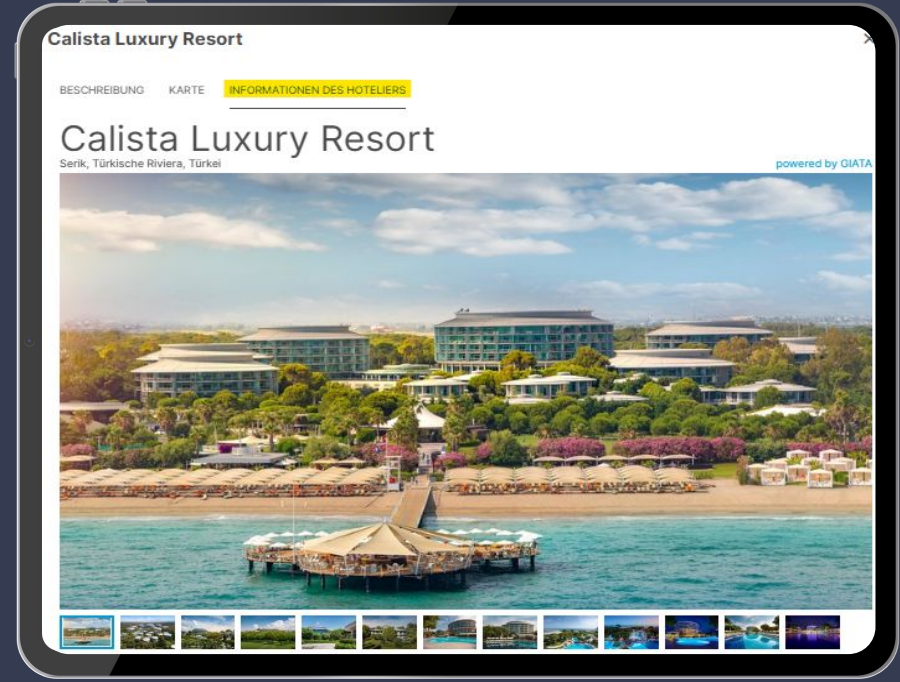 Calista Luxury Resort
BESCHREIBUNG KARTE INFORMATIONEN DES HOTELIERS
Calista Luxury Resort
Serik, Türkische Riviera, Türkei
powered by GIATA